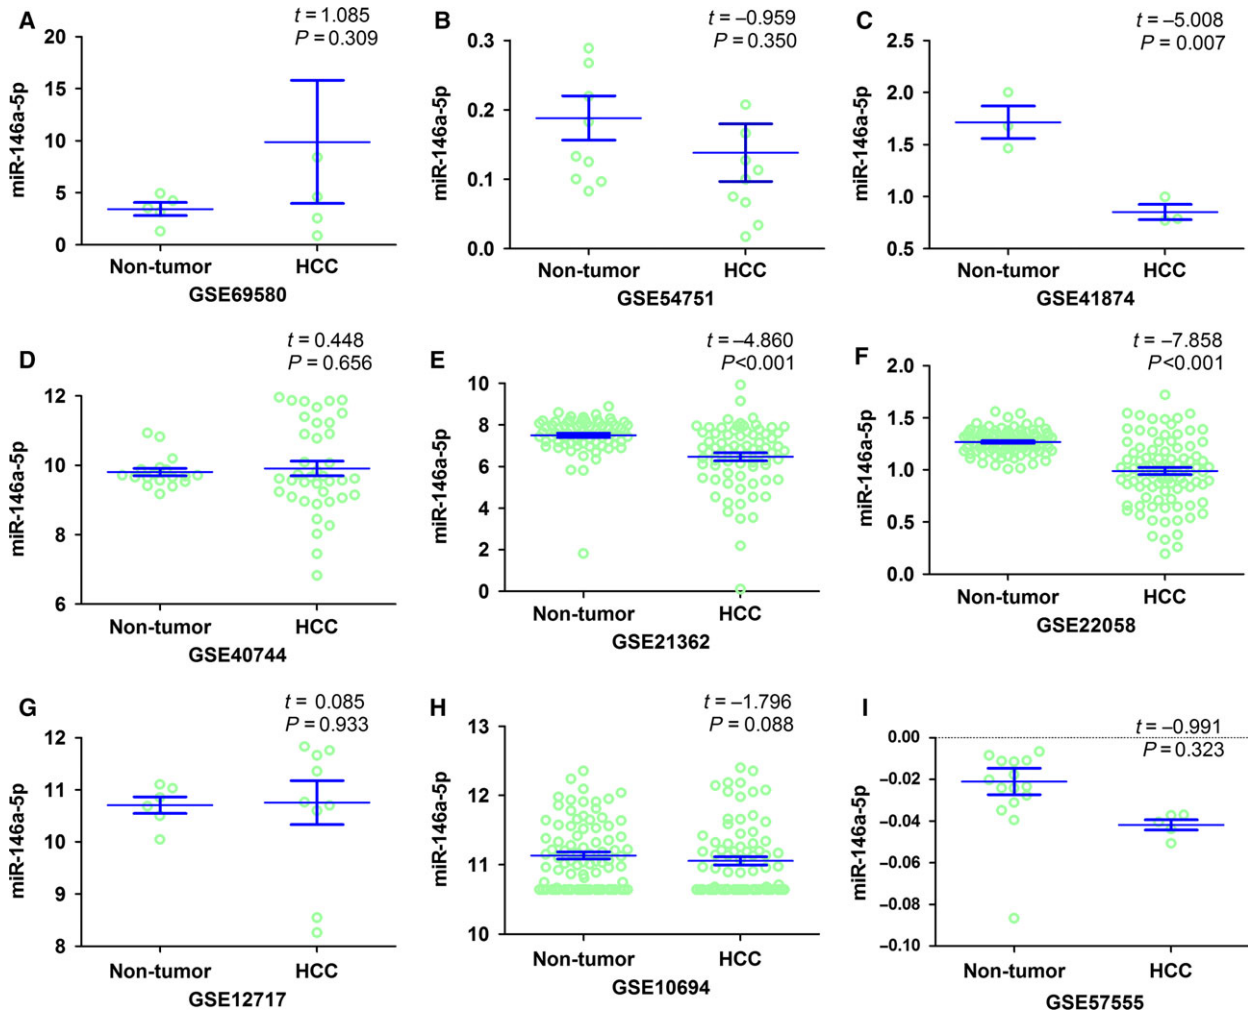 A
t = 1.085
P = 0.309
miR-146a-5p
20
15
10
5
0
Non-tumor HCC
GSE69580
B
t = –0.959
P = 0.350
miR-146a-5p
0.3
0.2
0.1
0.0
Non-tumor HCC
GSE54751
C
t = –5.008
P = 0.007
miR-146a-5p
2.5
2.0
1.5
1.0
0.5
Non-tumor HCC
GSE41874
D
t = 0.448
P = 0.656
miR-146a-5p
12
10
8
6
Non-tumor HCC
GSE40744
E
t = –4.860
P<0.001
miR-146a-5p
10
8
6
4
2
0
Non-tumor HCC
GSE21362
F
t = –7.858
P<0.001
miR-146a-5p
2.0
1.5
1.0
0.5
0.0
Non-tumor HCC
GSE22058
G
t = 0.085
P = 0.933
miR-146a-5p
12
11
10
9
8
Non-tumor HCC
GSE12717
H
t = –1.796
P = 0.088
miR-146a-5p
13
12
11
10
Non-tumor HCC
GSE10694
I
t = –0.991
P = 0.323
miR-146a-5p
0.00
–0.02
–0.04
–0.06
–0.08
–0.10
Non-tumor HCC
GSE57555